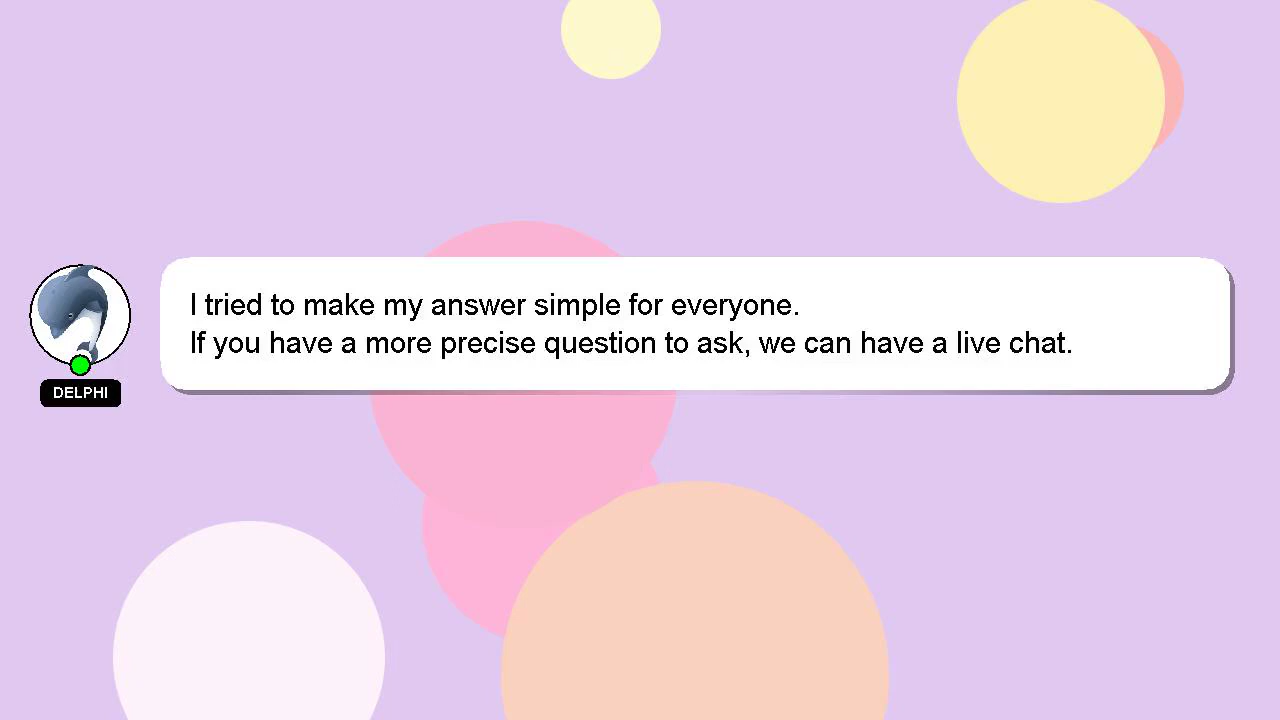 I tried to make my answer simple for everyone.
If you have a more precise question to ask, we can have a live chat.
DELPHI